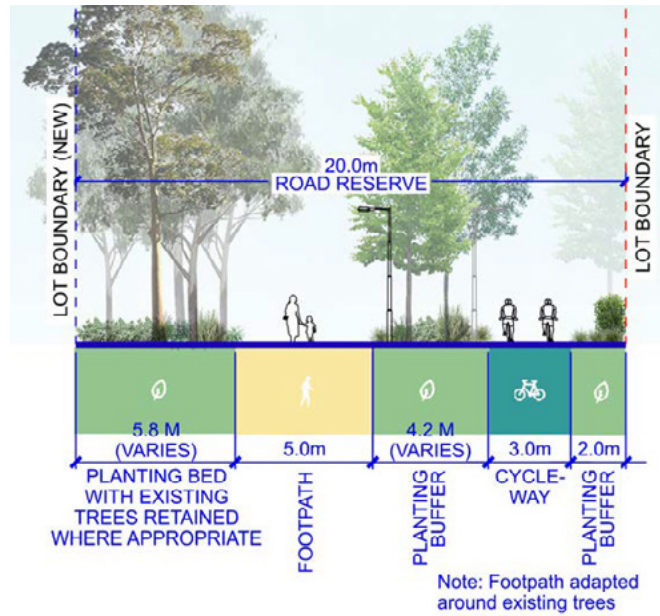 LOT BOUNDARY (NEW)
20.0m
ROAD RESERVE
LOT BOUNDARY
5.8 M
(VARIES)
5.0m
4.2 M
(VARIES)
3.0m
2.0m
PLANTING BED
WITH EXISTING
TREES RETAINED
WHERE APPROPRIATE
FOOTPATH
PLANTING
BUFFER
CYCLE-
WAY
PLANTING
BUFFER
Note: Footpath adapted
around existing trees